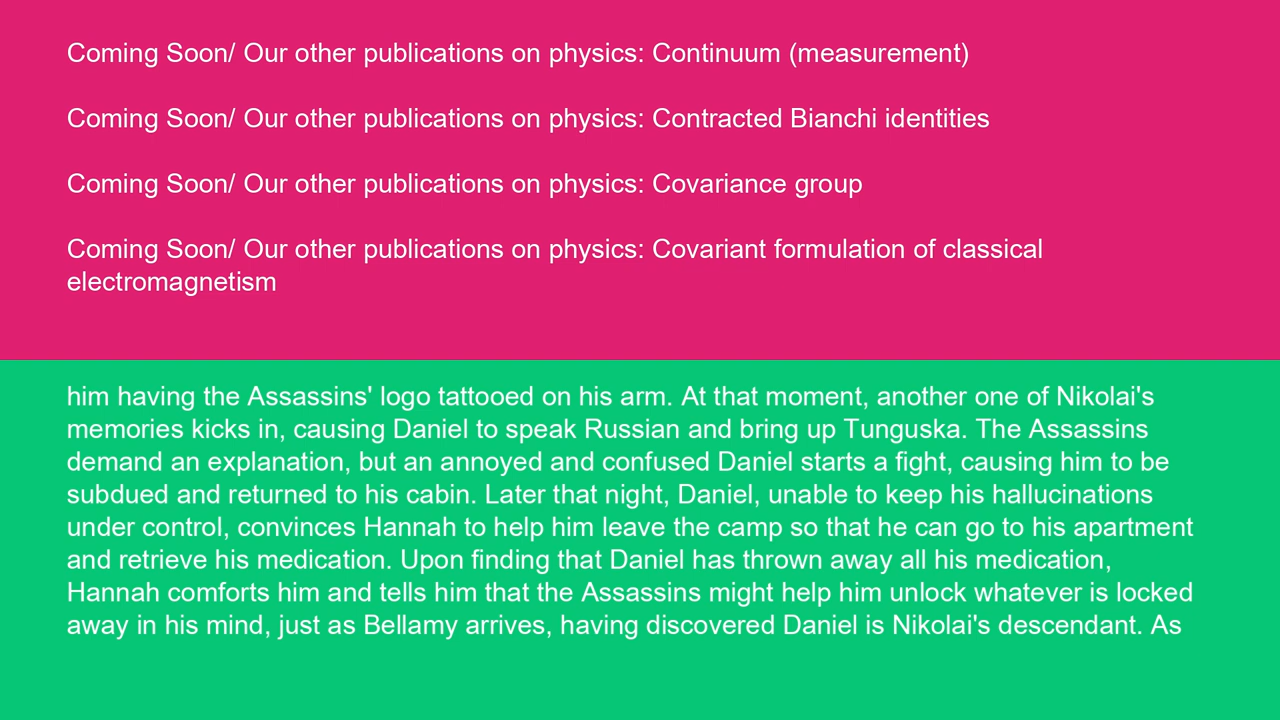 Coming Soon/ Our other publications on physics: Continuum (measurement)
Coming Soon/ Our other publications on physics: Contracted Bianchi identities
Coming Soon/ Our other publications on physics: Covariance group
Coming Soon/ Our other publications on physics: Covariant formulation of classical
electromagnetism
him having the Assassins' logo tattooed on his arm. At that moment, another one of Nikolai's
memories kicks in, causing Daniel to speak Russian and bring up Tunguska. The Assassins
demand an explanation, but an annoyed and confused Daniel starts a fight, causing him to be
subdued and returned to his cabin. Later that night, Daniel, unable to keep his hallucinations
under control, convinces Hannah to help him leave the camp so that he can go to his apartment
and retrieve his medication. Upon finding that Daniel has thrown away all his medication,
Hannah comforts him and tells him that the Assassins might help him unlock whatever is locked
away in his mind, just as Bellamy arrives, having discovered Daniel is Nikolai's descendant. As